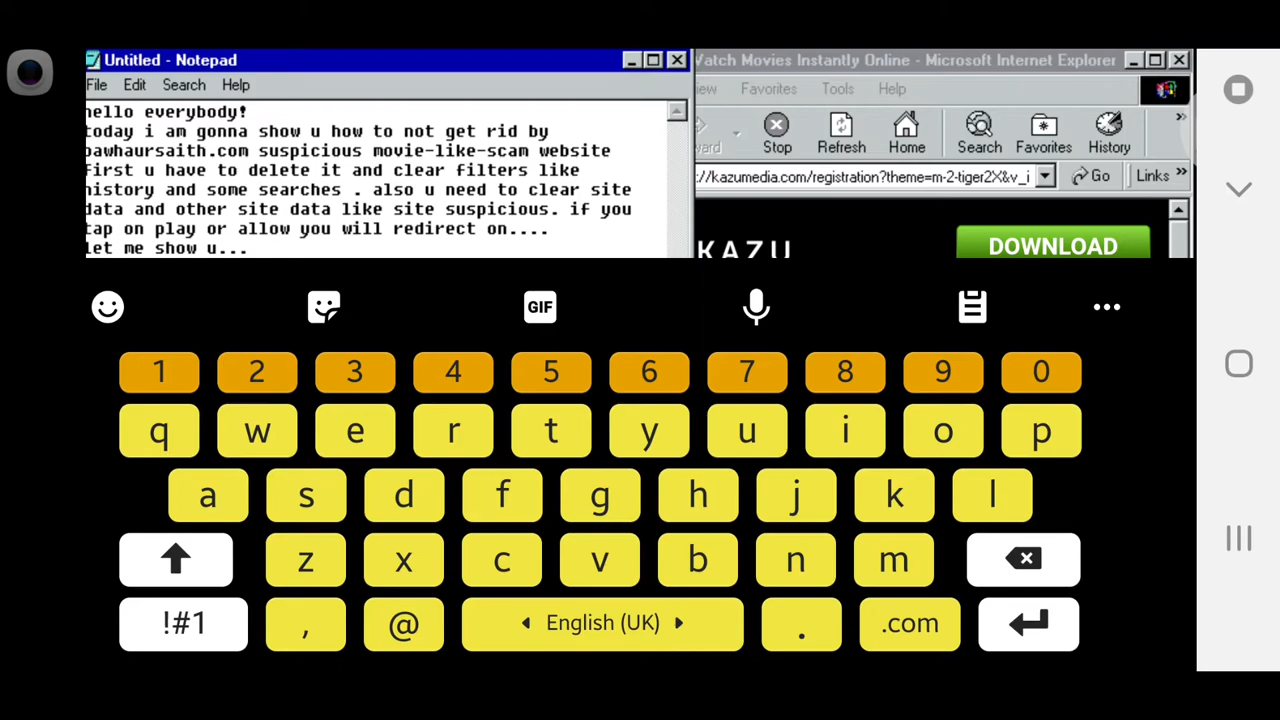 Untitled - Notepad
File Edit Search Help
hello everybody!
today i am gonna show u how to not get rid by
pawhaursaith.com suspicious movie-like-scam website
First u have to delete it and clear filters like
history and some searches . also u need to clear site
data and other site data like site suspicious. if you
tap on play or allow you will redirect on....
let me show u...
Watch Movies Instantly Online - Microsoft Internet Explorer
ew Favorites Tools Help
ward Stop Refresh Home Search Favorites History »
://kazumedia.com/registration?theme=m-2-tiger2X&v_i Go Links »
KAZU
DOWNLOAD
GIF
1 2 3 4 5 6 7 8 9 0
q w e r t y u i o p
a s d f g h j k l
z x c v b n m
!#1 , @ English (UK) . .com